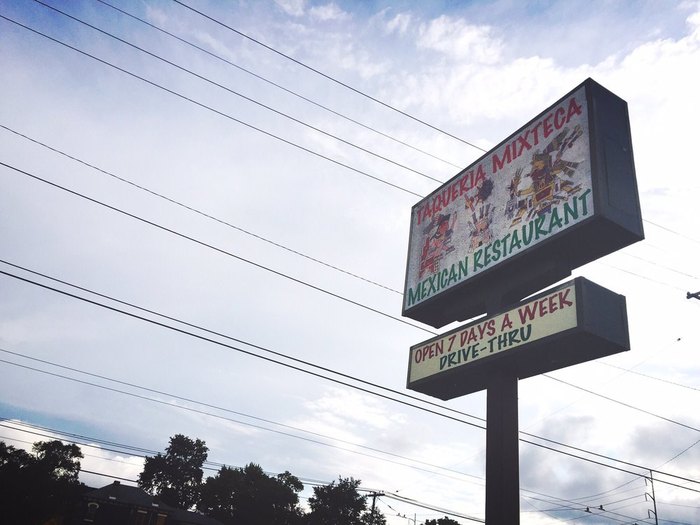 TAQUERIA MIXTECA
MEXICAN RESTAURANT
OPEN 7 DAYS A WEEK
DRIVE-THRU